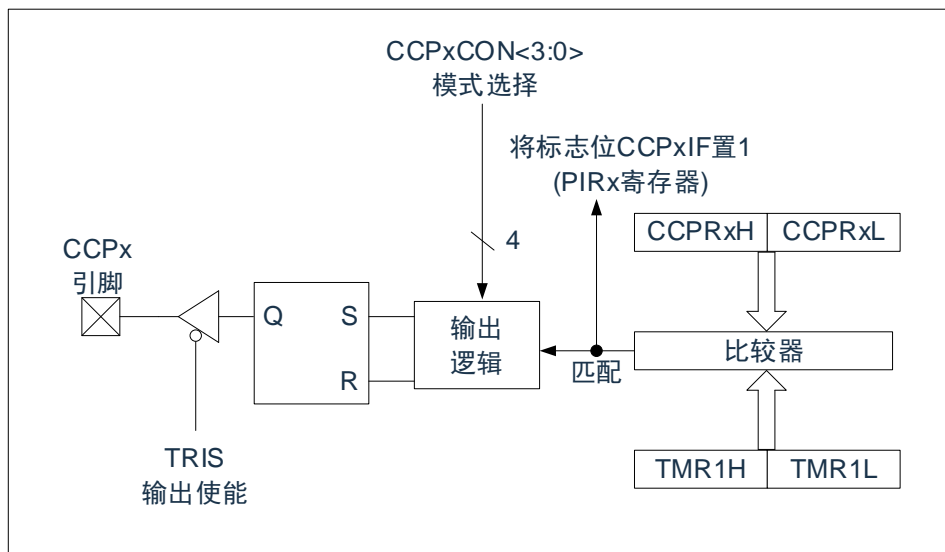 CCPxCON<3:0>
模式选择
将标志位CCPxIF置1
(PIRx寄存器)
4
CCPRxH
CCPRxL
CCPx
引脚
Q
S
R
输出
逻辑
匹配
比较器
TRIS
输出使能
TMR1H
TMR1L